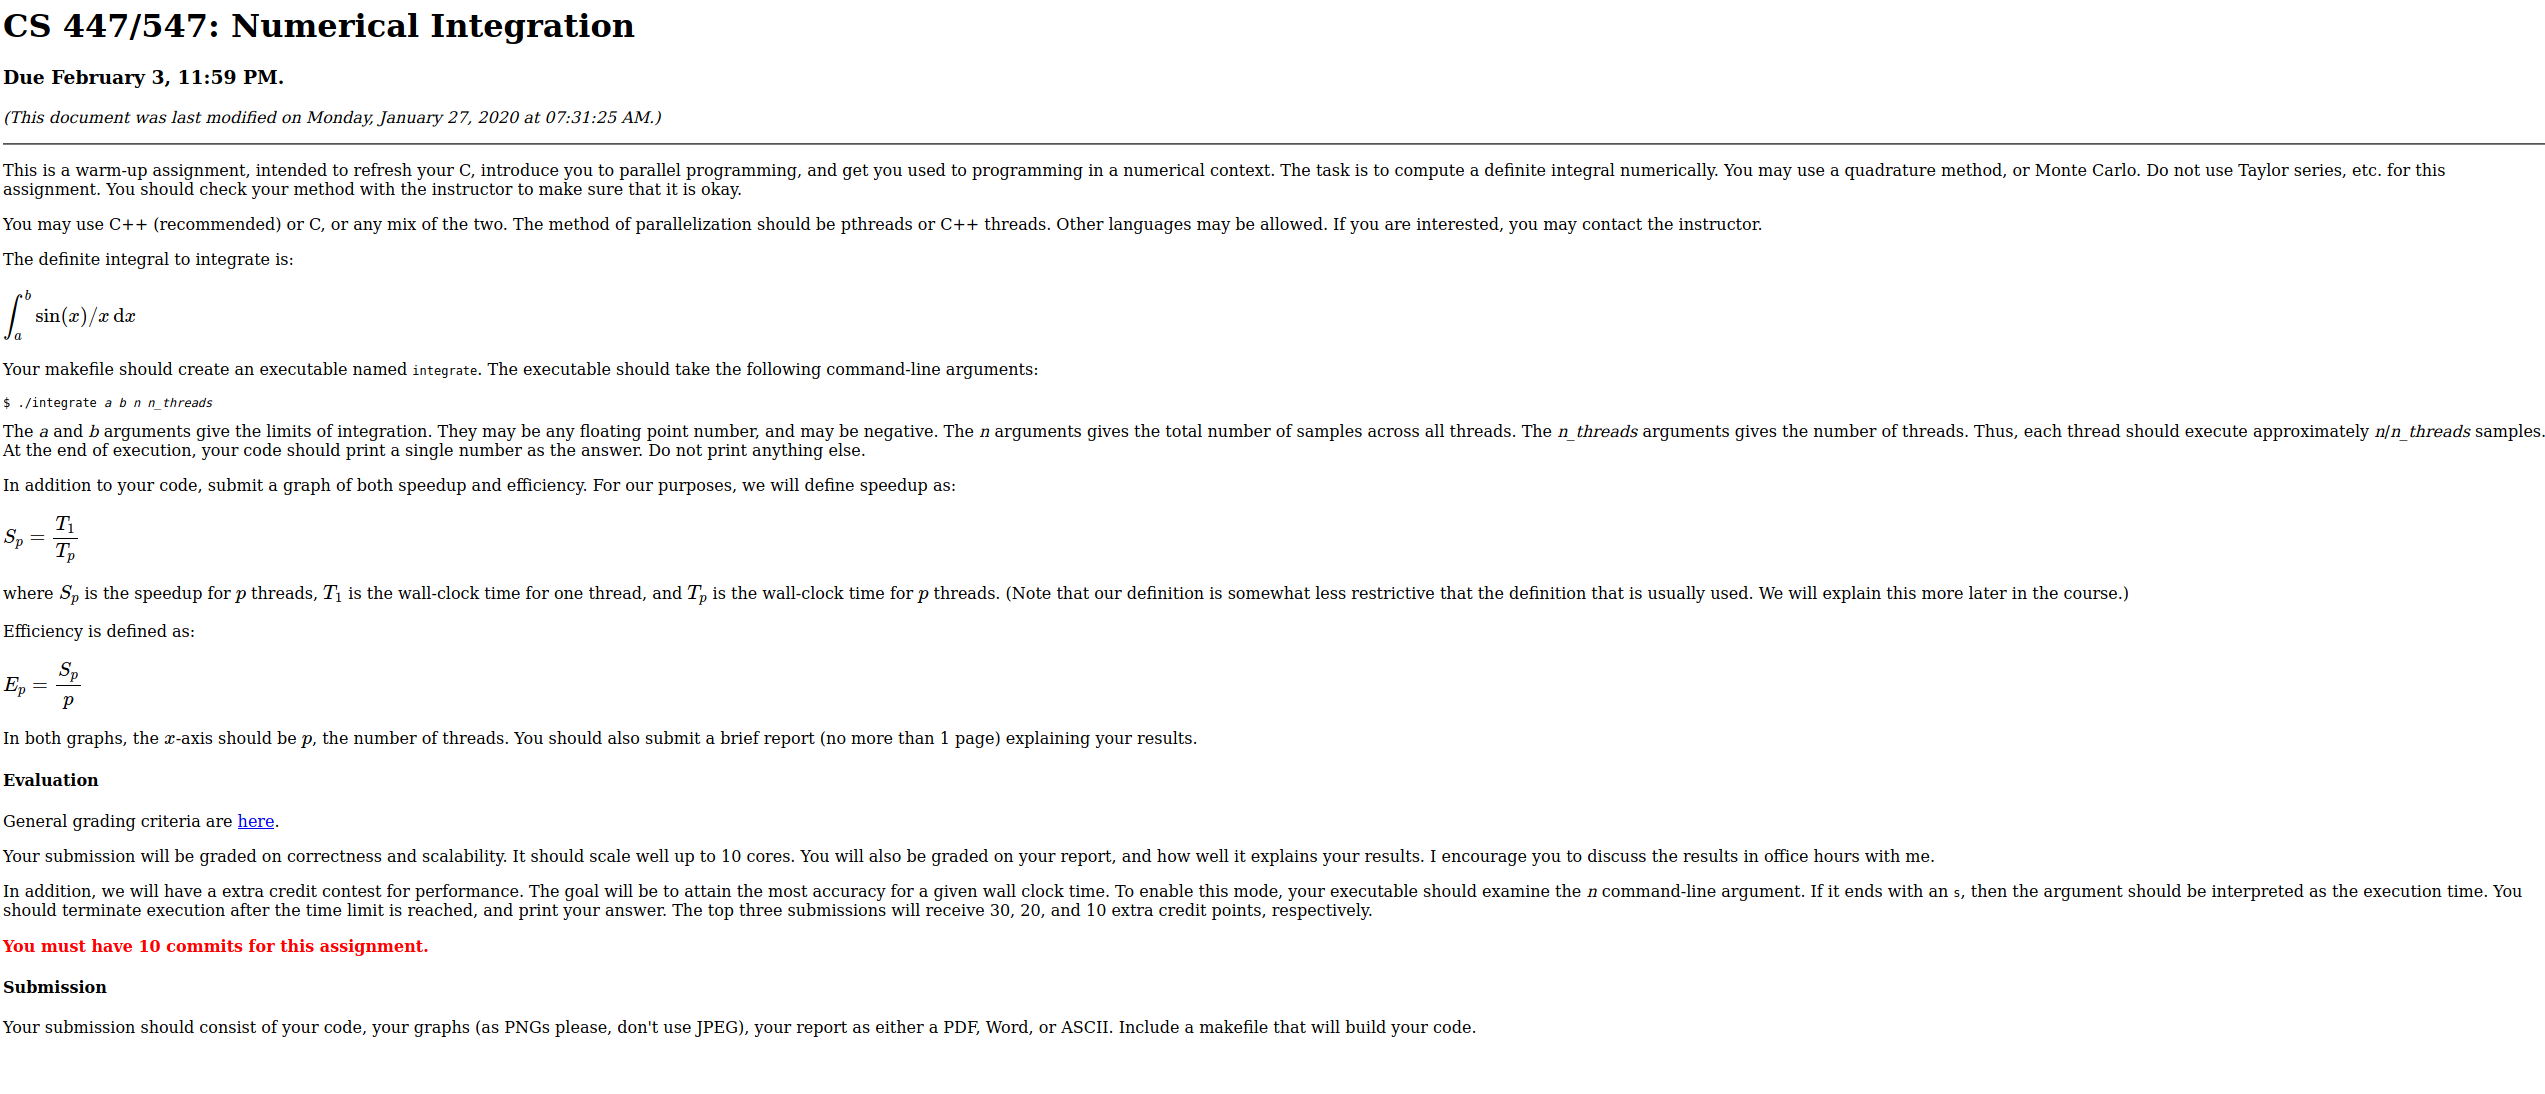 CS 447/547: Numerical Integration
Due February 3, 11:59 PM.
(This document was last modified on Monday, January 27, 2020 at 07:31:25 AM.)
This is a warm-up assignment, intended to refresh your C, introduce you to parallel programming, and get you used to programming in a numerical context. The task is to compute a definite integral numerically. You may use a quadrature method, or Monte Carlo. Do not use Taylor series, etc. for this
assignment. You should check your method with the instructor to make sure that it is okay.
You may use C++ (recommended) or C, or any mix of the two. The method of parallelization should be pthreads or C++ threads. Other languages may be allowed. If you are interested, you may contact the instructor.
The definite integral to integrate is:
∫_a^b sin(x)/x dx
Your makefile should create an executable named integrate. The executable should take the following command-line arguments:
$ ./integrate a b n n_threads
The a and b arguments give the limits of integration. They may be any floating point number, and may be negative. The n arguments gives the total number of samples across all threads. The n_threads arguments gives the number of threads. Thus, each thread should execute approximately n/n_threads samples.
At the end of execution, your code should print a single number as the answer. Do not print anything else.
In addition to your code, submit a graph of both speedup and efficiency. For our purposes, we will define speedup as:
S_p = T_1 / T_p
where S_p is the speedup for p threads, T_1 is the wall-clock time for one thread, and T_p is the wall-clock time for p threads. (Note that our definition is somewhat less restrictive that the definition that is usually used. We will explain this more later in the course.)
Efficiency is defined as:
E_p = S_p / p
In both graphs, the x-axis should be p, the number of threads. You should also submit a brief report (no more than 1 page) explaining your results.
Evaluation
General grading criteria are here.
Your submission will be graded on correctness and scalability. It should scale well up to 10 cores. You will also be graded on your report, and how well it explains your results. I encourage you to discuss the results in office hours with me.
In addition, we will have a extra credit contest for performance. The goal will be to attain the most accuracy for a given wall clock time. To enable this mode, your executable should examine the n command-line argument. If it ends with an s, then the argument should be interpreted as the execution time. You
should terminate execution after the time limit is reached, and print your answer. The top three submissions will receive 30, 20, and 10 extra credit points, respectively.
You must have 10 commits for this assignment.
Submission
Your submission should consist of your code, your graphs (as PNGs please, don't use JPEG), your report as either a PDF, Word, or ASCII. Include a makefile that will build your code.